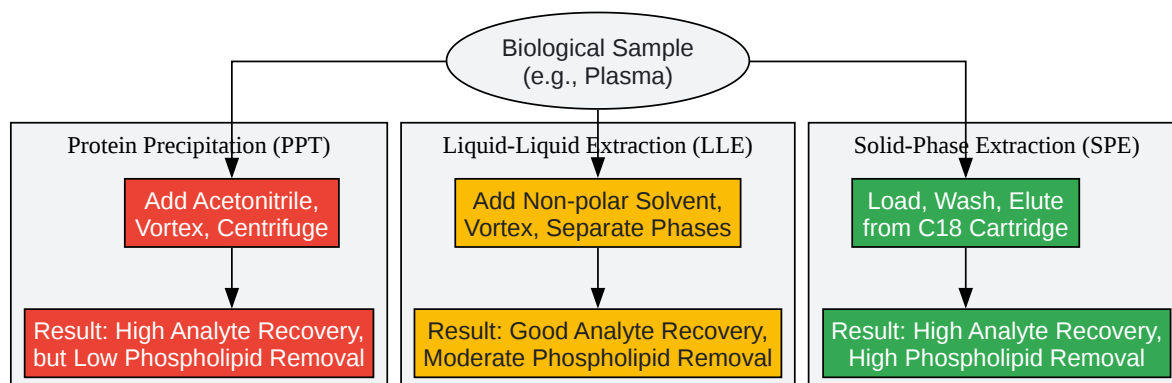 Biological Sample
(e.g., Plasma)
Protein Precipitation (PPT)
Add Acetonitrile,
Vortex, Centrifuge
Result: High Analyte Recovery,
but Low Phospholipid Removal
Liquid-Liquid Extraction (LLE)
Add Non-polar Solvent,
Vortex, Separate Phases
Result: Good Analyte Recovery,
Moderate Phospholipid Removal
Solid-Phase Extraction (SPE)
Load, Wash, Elute
from C18 Cartridge
Result: High Analyte Recovery,
High Phospholipid Removal